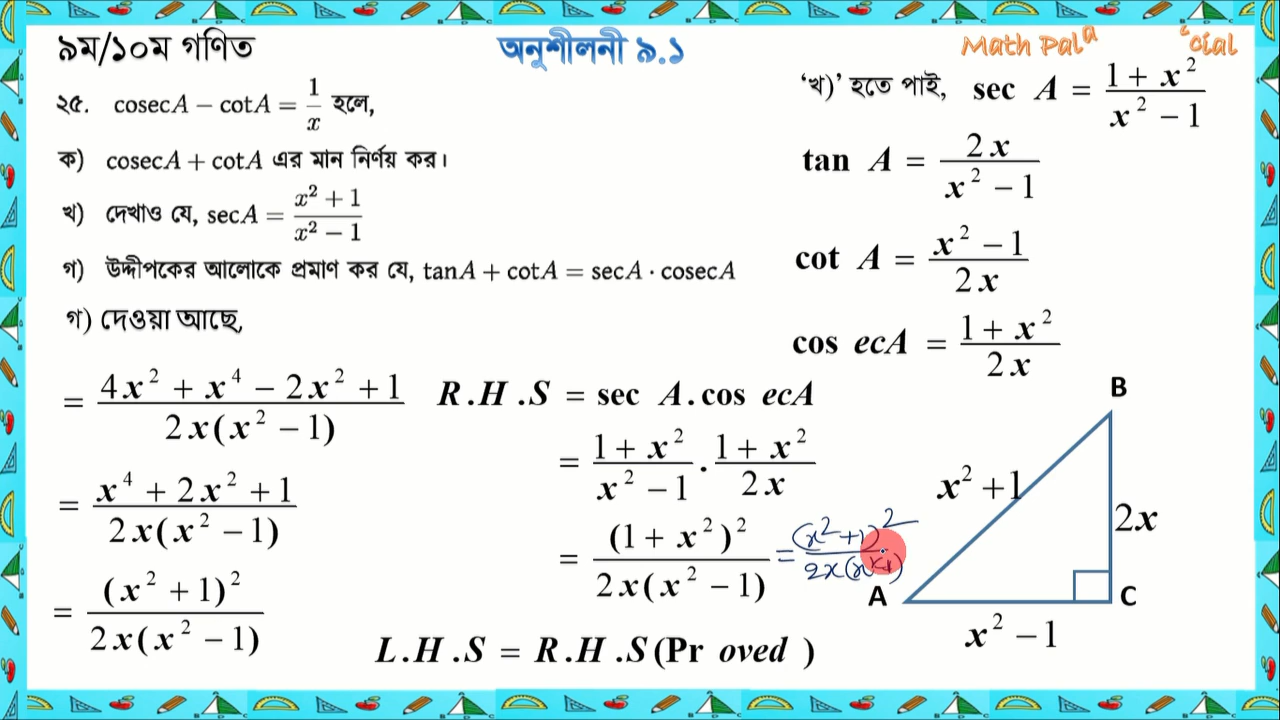 ৯ম/১০ম গণিত
অনুশীলনী ৯.১
Math Pala
cial
২৫. cosecA − cotA = 1/x হলে,
ক) cosecA + cotA এর মান নির্ণয় কর।
খ) দেখাও যে, secA = (x² + 1)/(x² − 1)
গ) উদ্দীপকের আলোকে প্রমাণ কর যে, tanA + cotA = secA · cosecA
গ) দেওয়া আছে,
= (4x² + x⁴ − 2x² + 1)/(2x(x² − 1))
= (x⁴ + 2x² + 1)/(2x(x² − 1))
= (x² + 1)²/(2x(x² − 1))
R.H.S = sec A.cos ecA
= (1 + x²)/(x² − 1) . (1 + x²)/(2x)
= (1 + x²)²/(2x(x² − 1))
= (x²+1)²
L.H.S = R.H.S(Pr oved )
'খ)' হতে পাই, sec A = (1 + x²)/(x² − 1)
tan A = 2x/(x² − 1)
cot A = (x² − 1)/(2x)
cos ecA = (1 + x²)/(2x)
B
x² +1
2x
A
C
x² −1